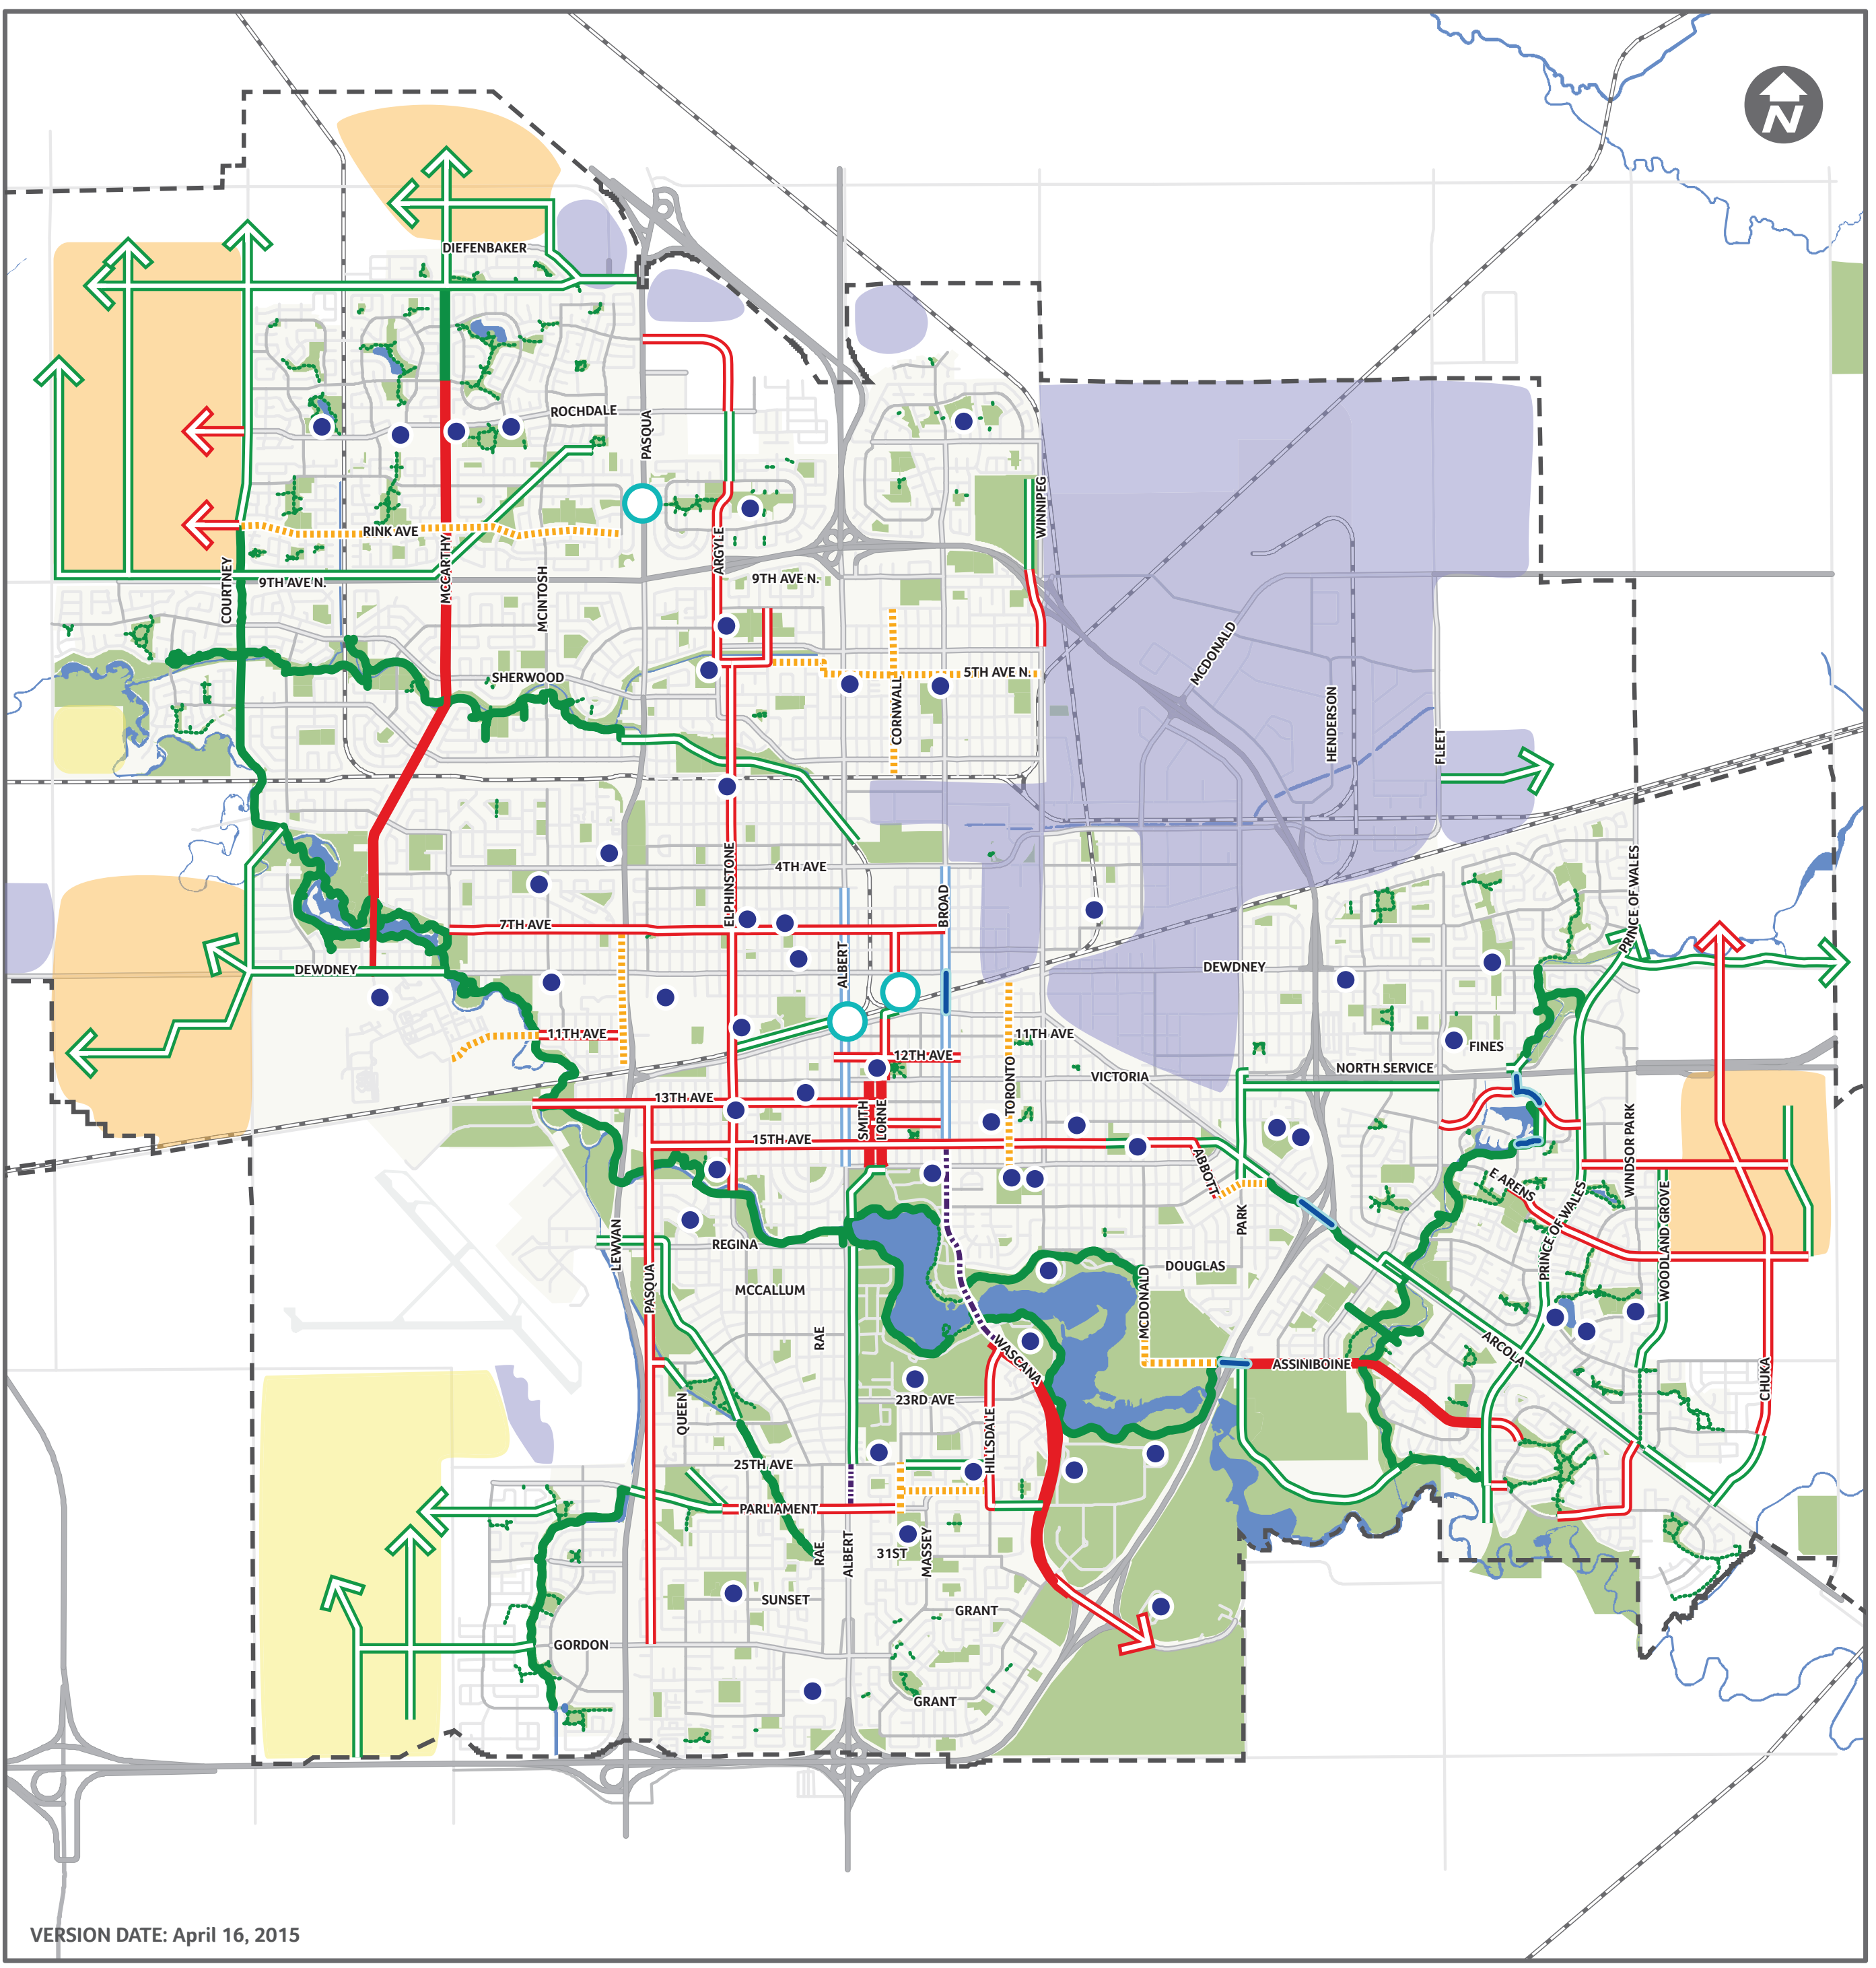 N
DIEFENBAKER
ROCHDALE
PASQUA
WINNIPEG
RINK AVE
ARGYLE
MCCARTHY
COURTNEY
9TH AVE N.
9TH AVE N.
MCINTOSH
MCDONALD
SHERWOOD
5TH AVE N.
CORNWALL
HENDERSON
FLEET
4TH AVE
ELPHINSTONE
BROAD
PRINCE OF WALES
7TH AVE
ALBERT
DEWDNEY
DEWDNEY
11TH AVE
11TH AVE
12TH AVE
FINES
NORTH SERVICE
VICTORIA
TORONTO
13TH AVE
SMITH
LORNE
15TH AVE
ABBOTT
WINDSOR PARK
E ARENS
PRINCE OF WALES
PRINCE OF WALES
WOODLAND GROVE
PARK
LEWVAN
REGINA
DOUGLAS
PASQUA
MCCALLUM
MCDONALD
RAE
WASCANA
ARCOLA
ASSINIBOINE
CHUKA
23RD AVE
QUEEN
HILLSDALE
25TH AVE
PARLIAMENT
RAE
ALBERT
31ST
MASSEY
SUNSET
GRANT
GORDON
GRANT
VERSION DATE: April 16, 2015